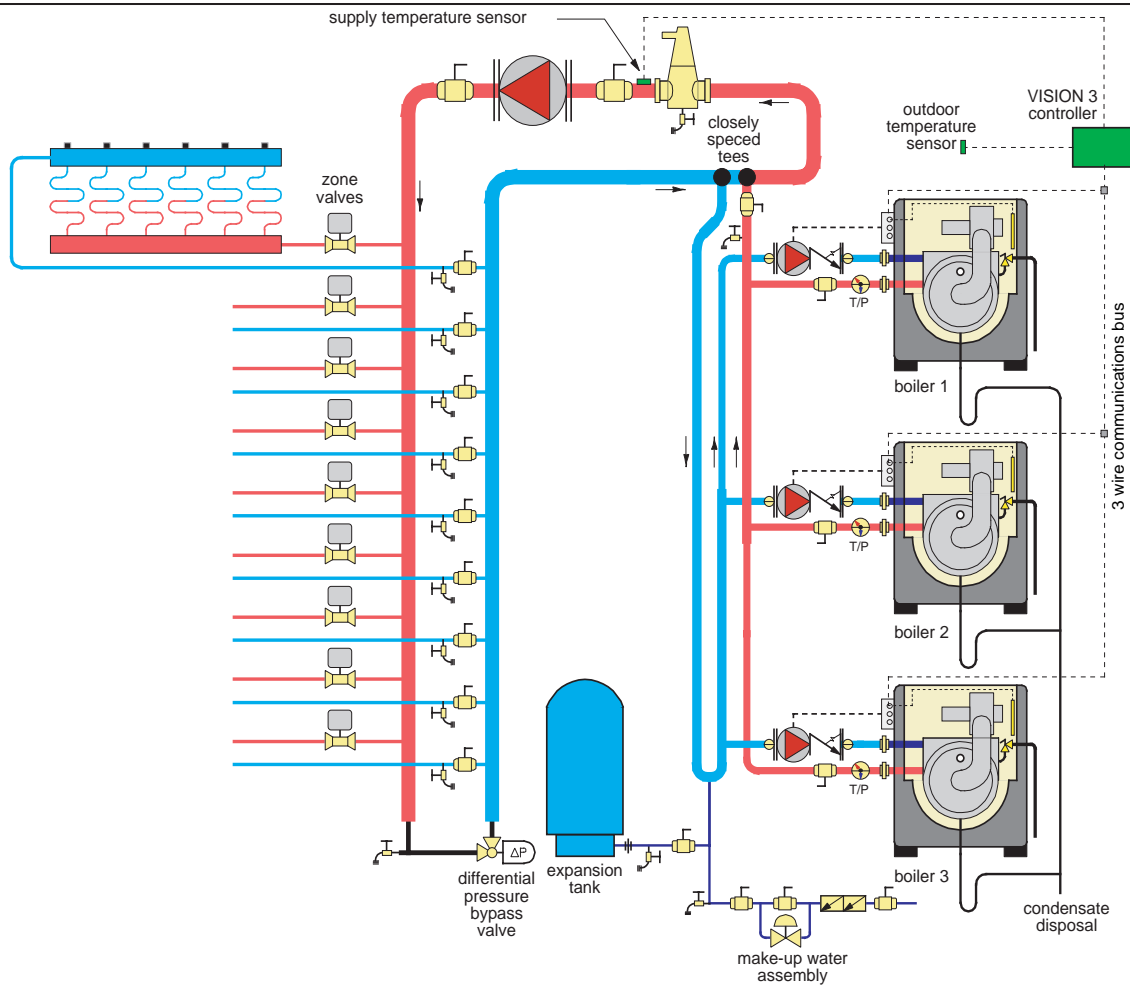 supply temperature sensor
closely
speced
tees
outdoor
temperature
sensor
VISION 3
controller
zone
valves
T/P
boiler 1
3 wire communications bus
T/P
boiler 2
T/P
boiler 3
ΔP
differential
pressure
bypass
valve
expansion
tank
make-up water
assembly
condensate
disposal